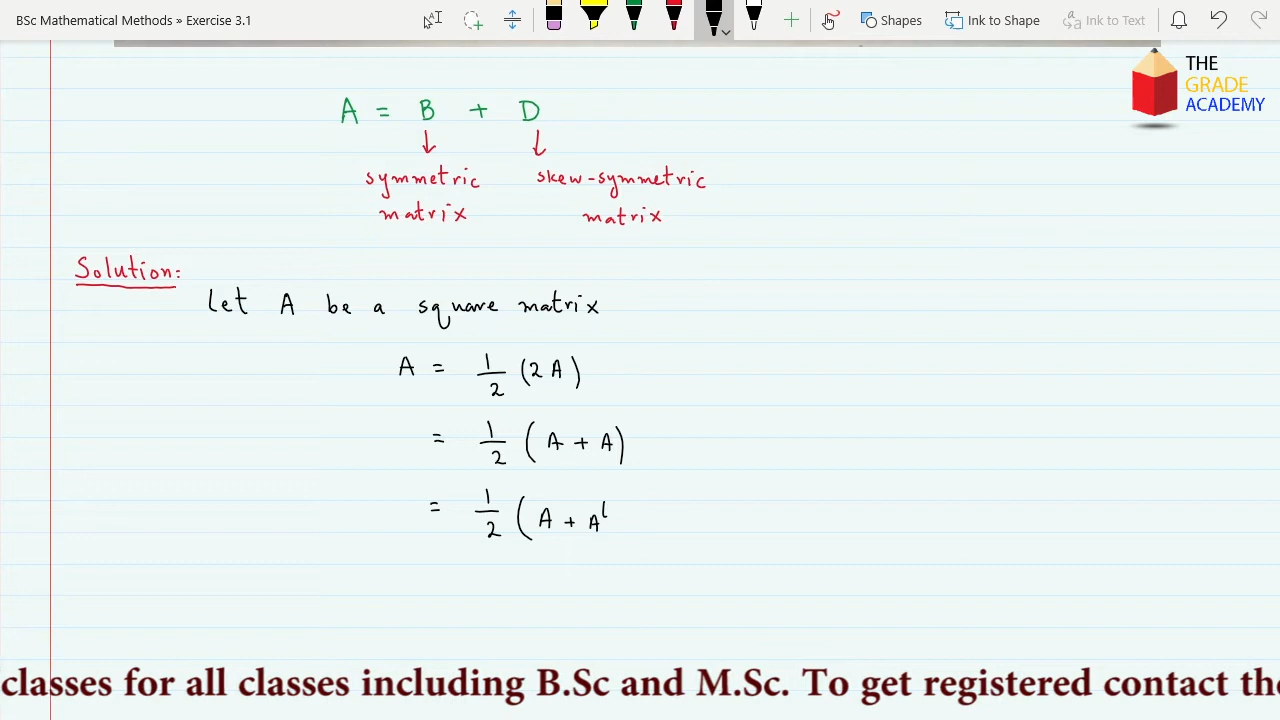 BSc Mathematical Methods » Exercise 3.1
Shapes Ink to Shape Ink to Text
THE
GRADE
ACADEMY
A = B + D
↓ ↓
symmetric skew-symmetric
matrix matrix
Solution:
Let A be a square matrix
A = 1/2 (2A)
= 1/2 (A + A)
= 1/2 (A + A
classes for all classes including B.Sc and M.Sc. To get registered contact the